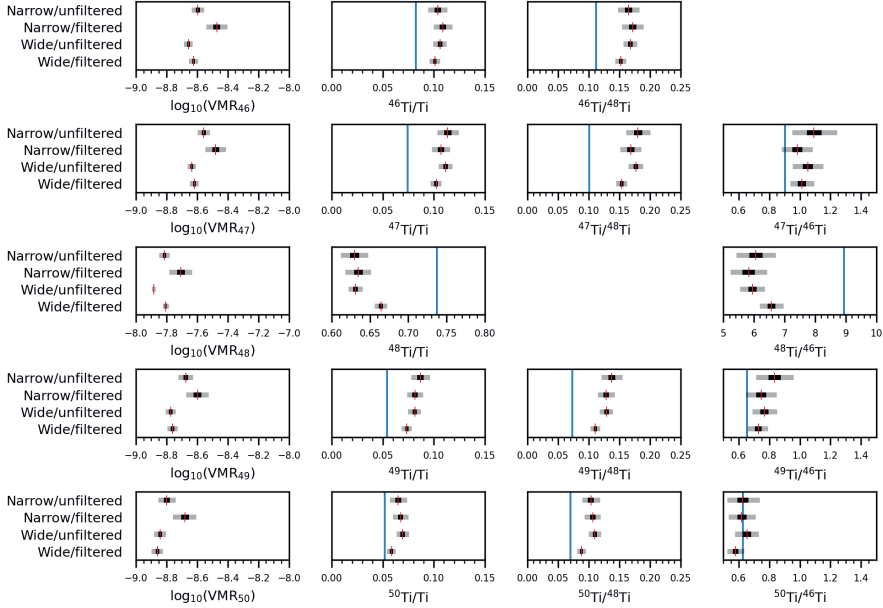 Narrow/unfiltered
Narrow/filtered
Wide/unfiltered
Wide/filtered
−9.0 −8.8 −8.6 −8.4 −8.2 −8.0 0.00 0.05 0.10 0.15 0.00 0.05 0.10 0.15 0.20 0.25
log₁₀(VMR₄₆) ⁴⁶Ti/Ti ⁴⁶Ti/⁴⁸Ti
Narrow/unfiltered
Narrow/filtered
Wide/unfiltered
Wide/filtered
−9.0 −8.8 −8.6 −8.4 −8.2 −8.0 0.00 0.05 0.10 0.15 0.00 0.05 0.10 0.15 0.20 0.25 0.6 0.8 1.0 1.2 1.4
log₁₀(VMR₄₇) ⁴⁷Ti/Ti ⁴⁷Ti/⁴⁸Ti ⁴⁷Ti/⁴⁶Ti
Narrow/unfiltered
Narrow/filtered
Wide/unfiltered
Wide/filtered
−8.0 −7.8 −7.6 −7.4 −7.2 −7.0 0.60 0.65 0.70 0.75 0.80 5 6 7 8 9 10
log₁₀(VMR₄₈) ⁴⁸Ti/Ti ⁴⁸Ti/⁴⁶Ti
Narrow/unfiltered
Narrow/filtered
Wide/unfiltered
Wide/filtered
−9.0 −8.8 −8.6 −8.4 −8.2 −8.0 0.00 0.05 0.10 0.15 0.00 0.05 0.10 0.15 0.20 0.25 0.6 0.8 1.0 1.2 1.4
log₁₀(VMR₄₉) ⁴⁹Ti/Ti ⁴⁹Ti/⁴⁸Ti ⁴⁹Ti/⁴⁶Ti
Narrow/unfiltered
Narrow/filtered
Wide/unfiltered
Wide/filtered
−9.0 −8.8 −8.6 −8.4 −8.2 −8.0 0.00 0.05 0.10 0.15 0.00 0.05 0.10 0.15 0.20 0.25 0.6 0.8 1.0 1.2 1.4
log₁₀(VMR₅₀) ⁵⁰Ti/Ti ⁵⁰Ti/⁴⁸Ti ⁵⁰Ti/⁴⁶Ti